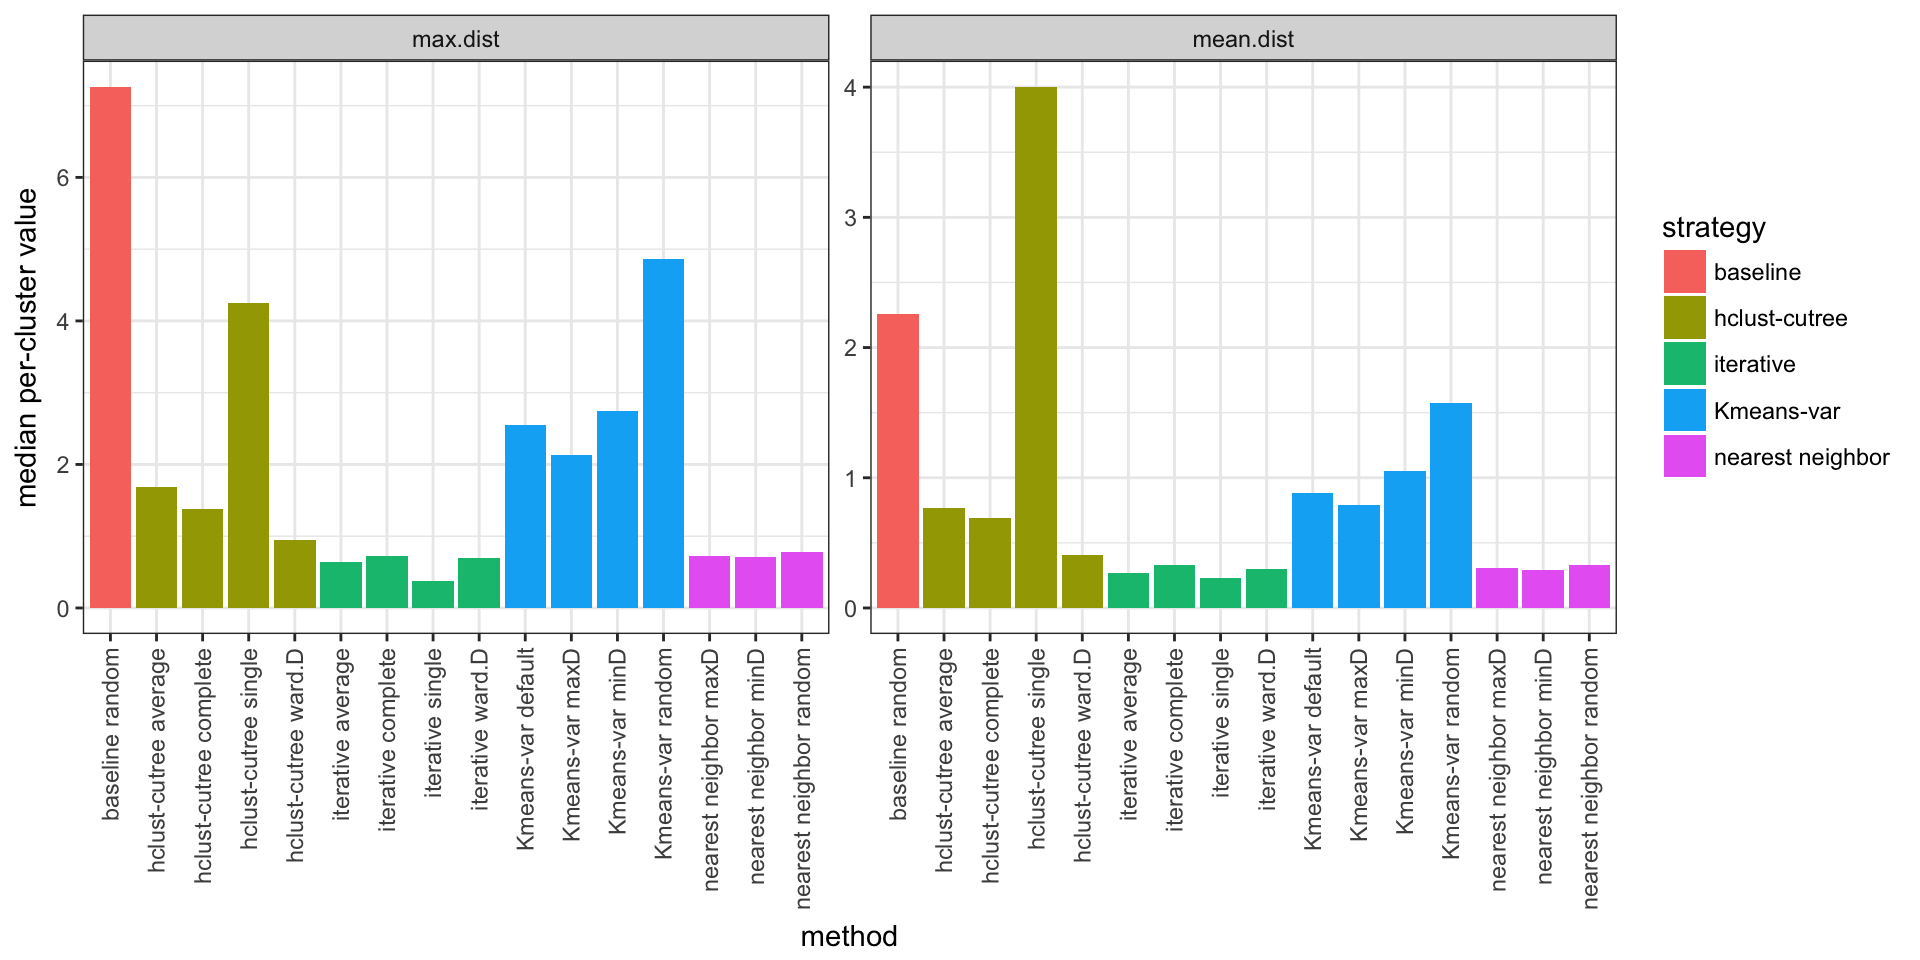 max.dist
mean.dist
median per-cluster value
6
4
2
0
4
3
2
1
0
baseline random
hclust-cutree average
hclust-cutree complete
hclust-cutree single
hclust-cutree ward.D
iterative average
iterative complete
iterative single
iterative ward.D
Kmeans-var default
Kmeans-var maxD
Kmeans-var minD
Kmeans-var random
nearest neighbor maxD
nearest neighbor minD
nearest neighbor random
baseline random
hclust-cutree average
hclust-cutree complete
hclust-cutree single
hclust-cutree ward.D
iterative average
iterative complete
iterative single
iterative ward.D
Kmeans-var default
Kmeans-var maxD
Kmeans-var minD
Kmeans-var random
nearest neighbor maxD
nearest neighbor minD
nearest neighbor random
method
strategy
baseline
hclust-cutree
iterative
Kmeans-var
nearest neighbor